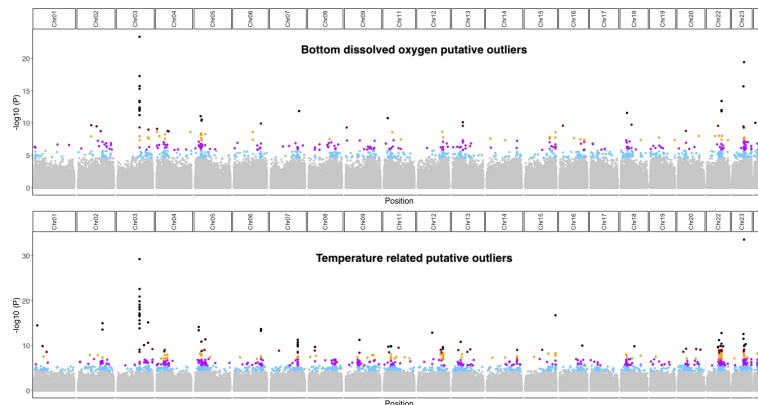 Chr01 Chr02 Chr03 Chr04 Chr05 Chr06 Chr07 Chr08 Chr09 Chr11 Chr12 Chr13 Chr14 Chr15 Chr16 Chr17 Chr18 Chr19 Chr20 Chr22 Chr23
Bottom dissolved oxygen putative outliers
20
15
-log10 (P)
10
5
0
Position
Chr01 Chr02 Chr03 Chr04 Chr05 Chr06 Chr07 Chr08 Chr09 Chr11 Chr12 Chr13 Chr14 Chr15 Chr16 Chr17 Chr18 Chr19 Chr20 Chr22 Chr23
Temperature related putative outliers
30
20
-log10 (P)
10
0
Position